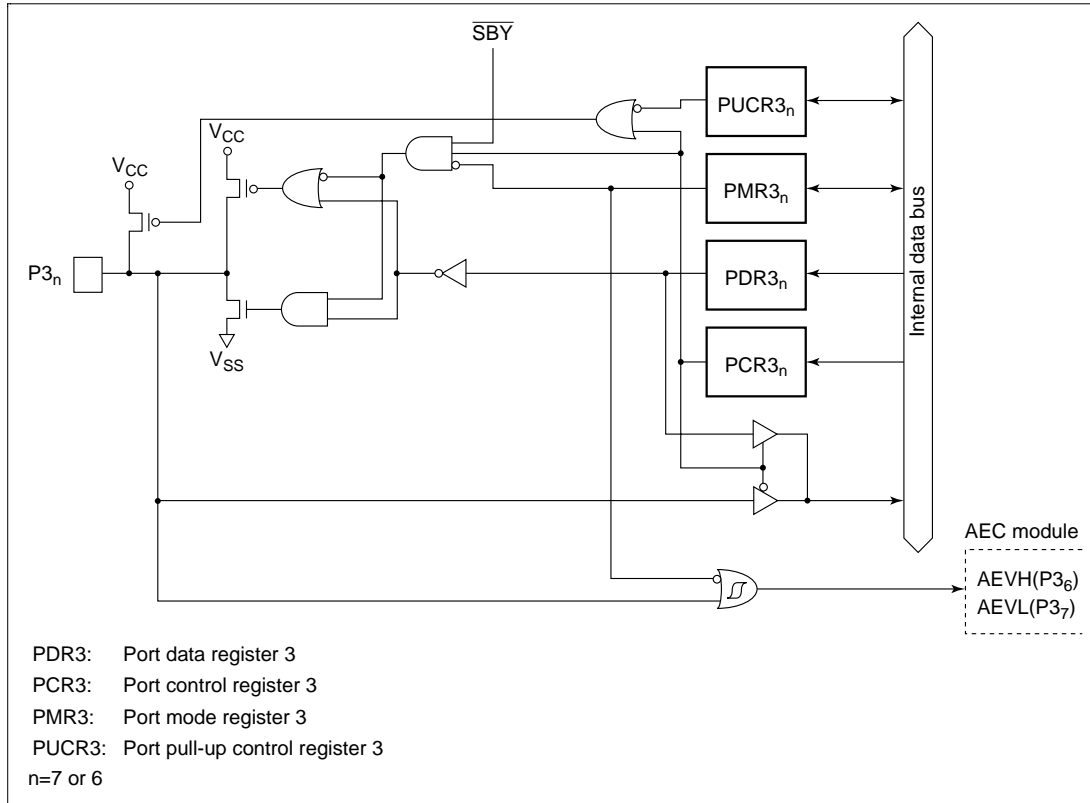 SBY
PUCR3n
VCC
VCC
PMR3n
P3n
PDR3n
VSS
PCR3n
Internal data bus
AEC module
AEVH(P36)
AEVL(P37)
PDR3: Port data register 3
PCR3: Port control register 3
PMR3: Port mode register 3
PUCR3: Port pull-up control register 3
n=7 or 6